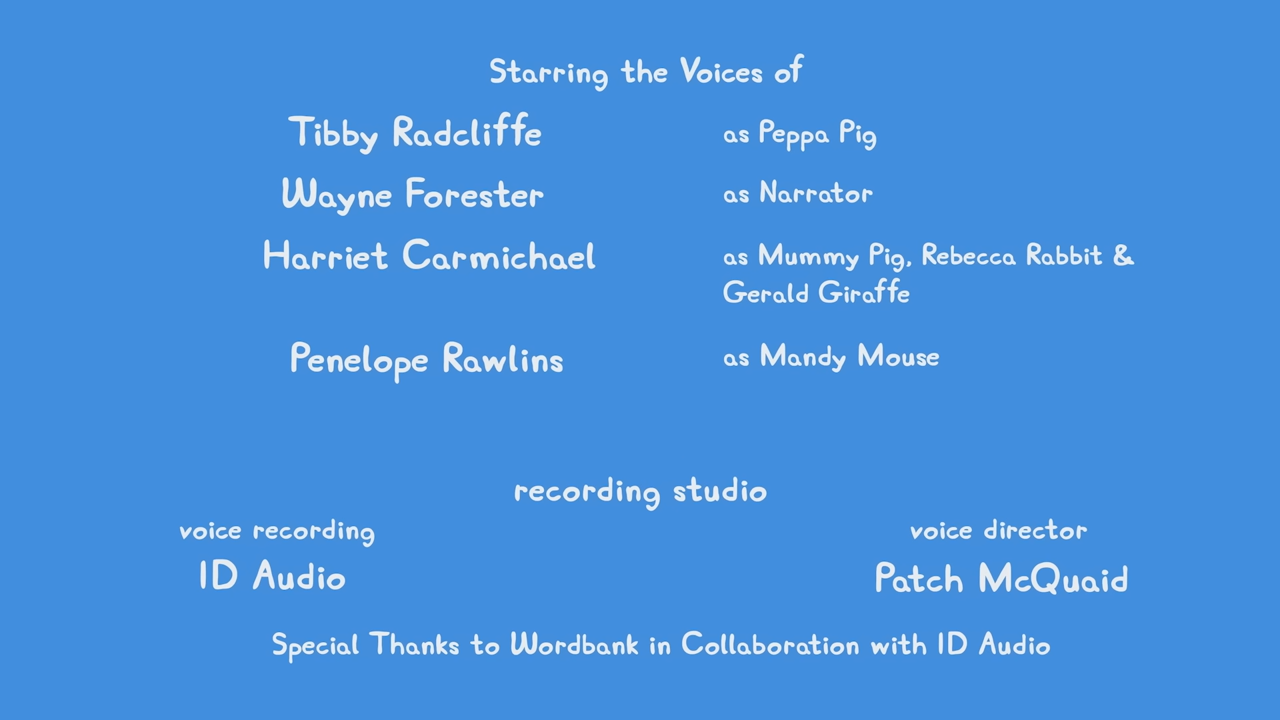 Starring the Voices of
Tibby Radcliffe as Peppa Pig
Wayne Forester as Narrator
Harriet Carmichael as Mummy Pig, Rebecca Rabbit &
Gerald Giraffe
Penelope Rawlins as Mandy Mouse
recording studio
voice recording voice director
ID Audio Patch McQuaid
Special Thanks to Wordbank in Collaboration with ID Audio